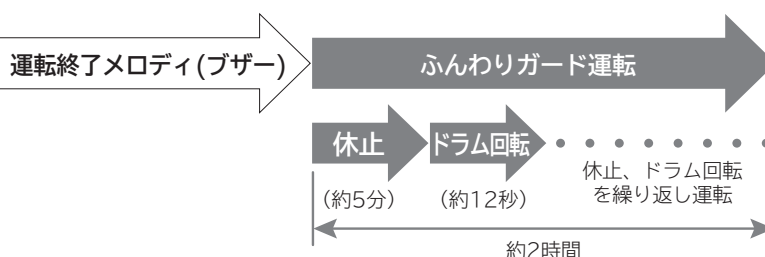 運転終了メロディ(ブザー)
ふんわりガード運転
休止
ドラム回転
(約5分)
(約12秒)
休止、ドラム回転
を繰り返し運転
約2時間